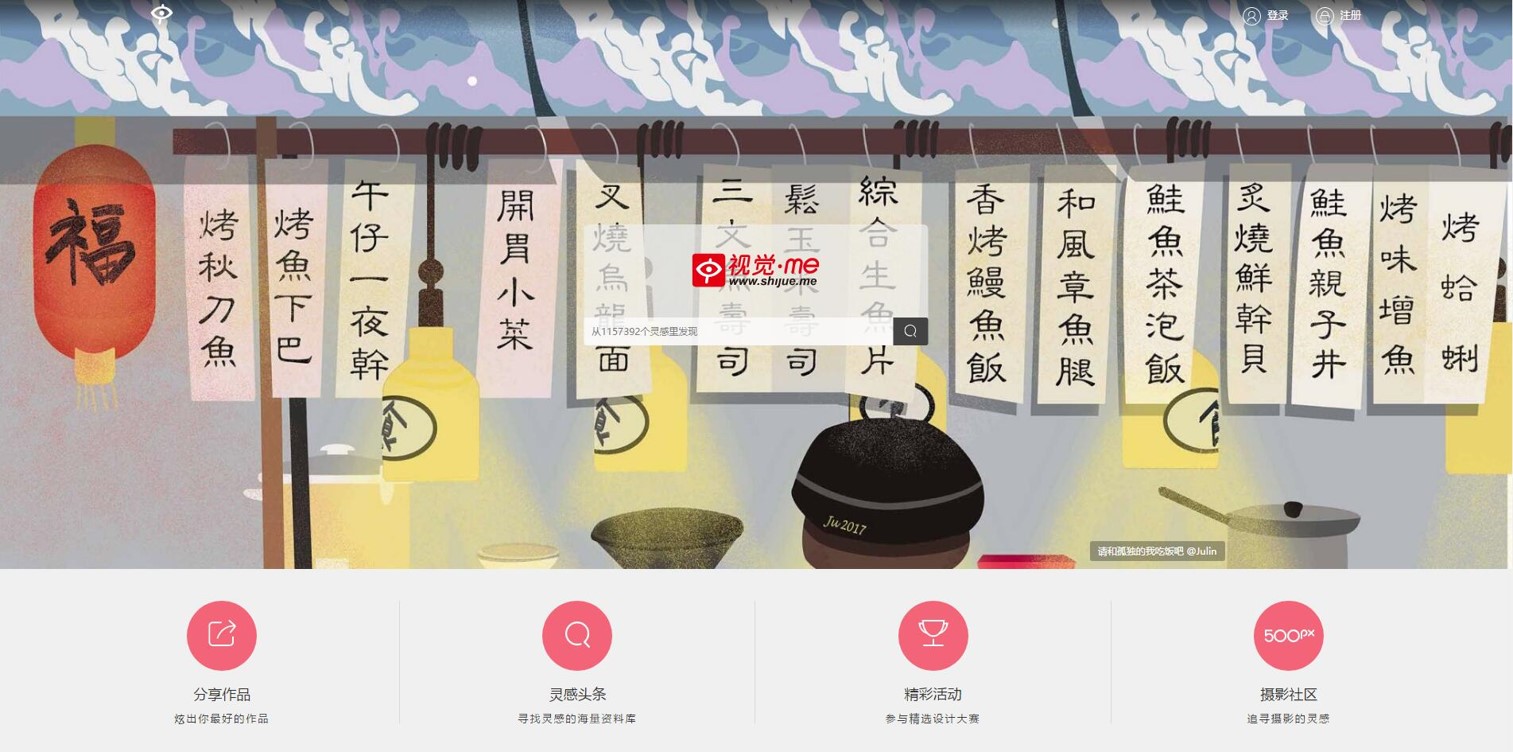 登录
注册
福
烤秋刀魚
烤魚下巴
午仔一夜幹
開胃小菜
叉燒烏龍面
三文魚壽司
鬆玉米壽司
綜合生魚片
香烤鰻魚飯
和風章魚腿
鮭魚茶泡飯
炙燒鮮幹貝
鮭魚親子井
烤味增魚
烤蛤蜊
视觉·me
www.shijue.me
从1157392个灵感里发现
食
食
食
Jw2017
请和孤独的我吃饭吧 @Julin
500px
分享作品
灵感头条
精彩活动
摄影社区
炫出你最好的作品
寻找灵感的海量资料库
参与精选设计大赛
追寻摄影的灵感